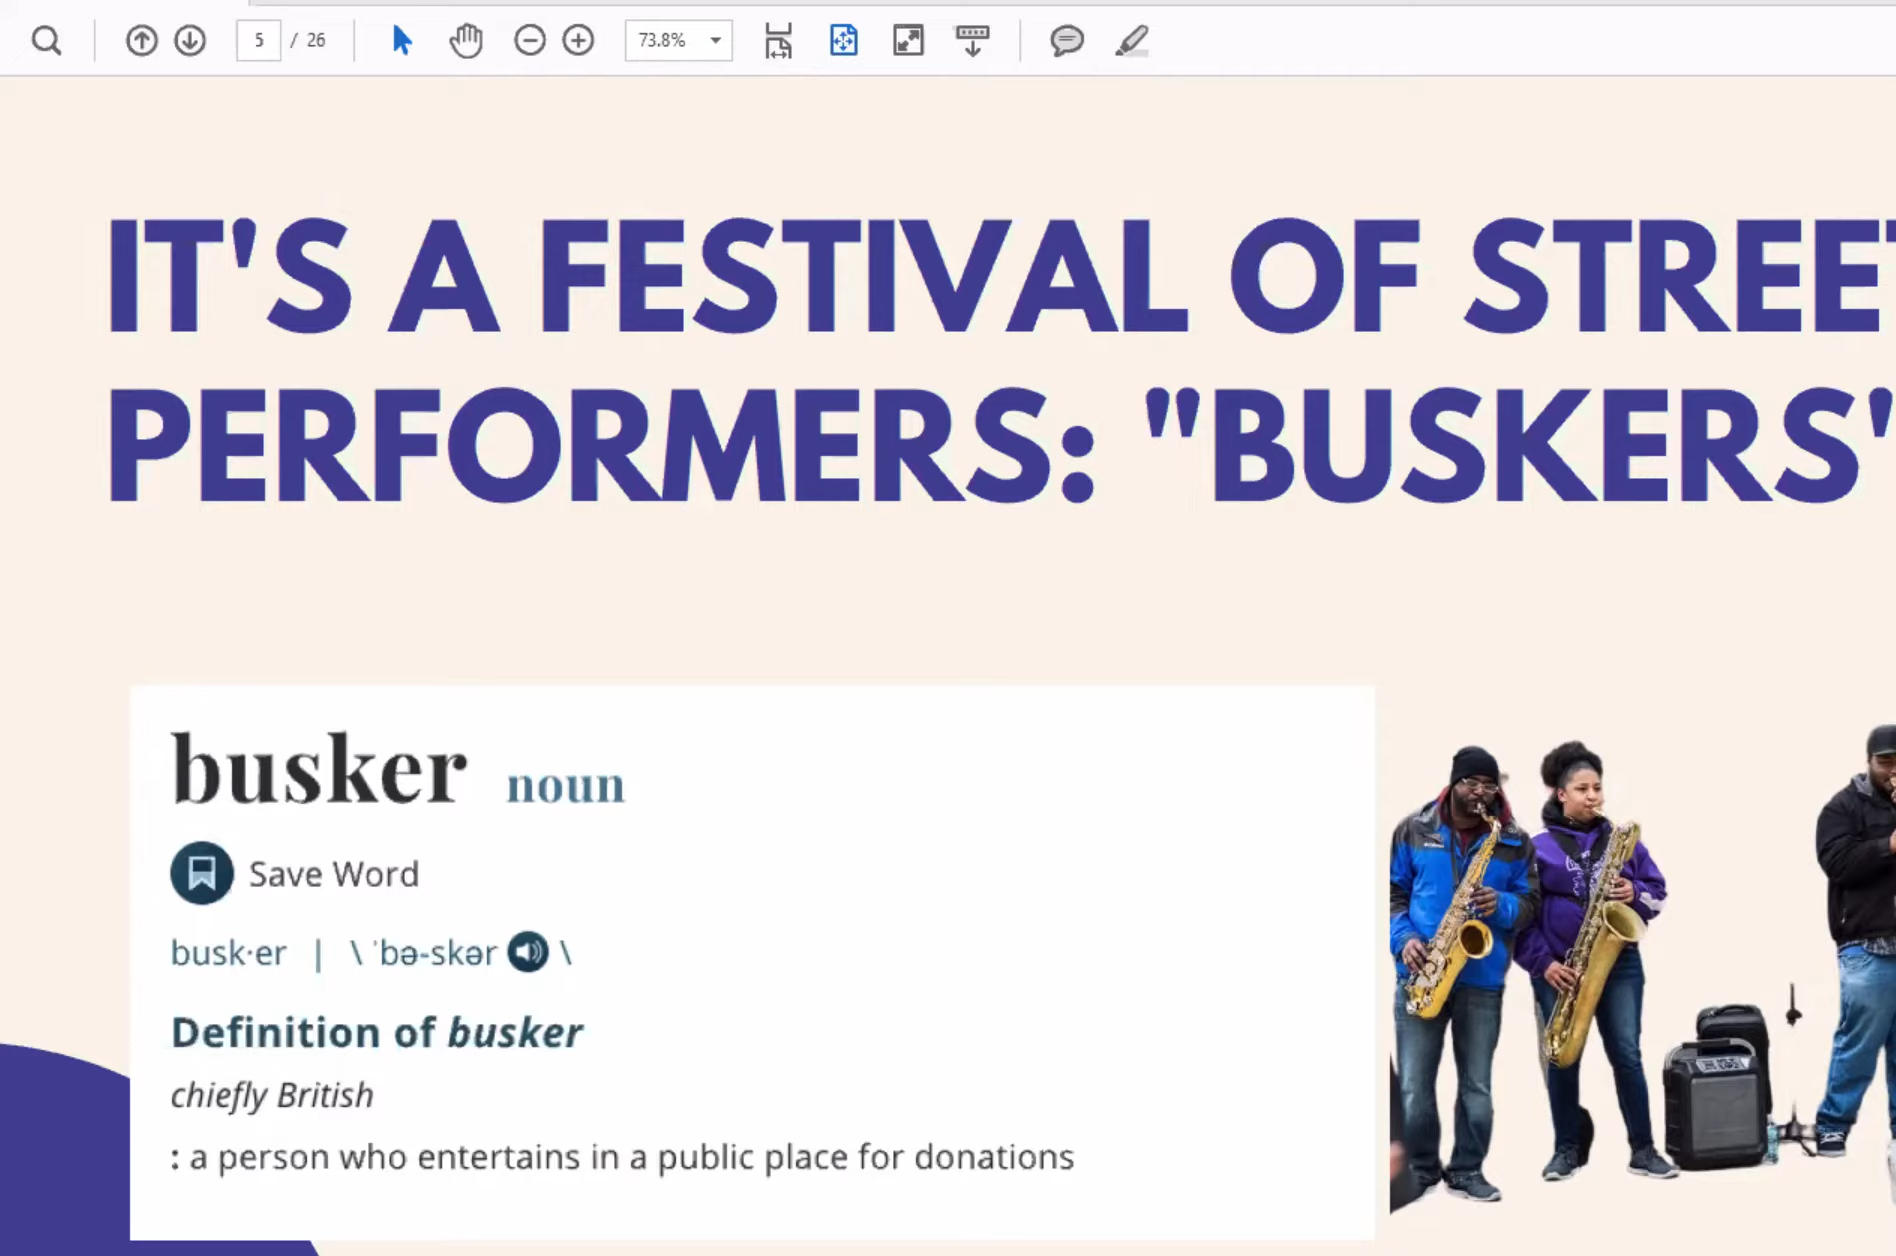 5 / 26 73.8%
IT'S A FESTIVAL OF STREET
PERFORMERS: "BUSKERS"
busker noun
Save Word
busk·er | \ ˈbə-skər \
Definition of busker
chiefly British
: a person who entertains in a public place for donations